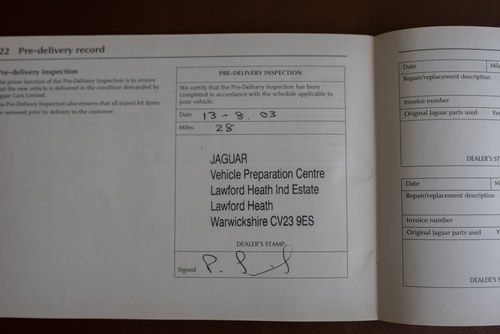 22 Pre-delivery record
Pre-delivery inspection
The prime function of the Pre-Delivery Inspection is to ensure
that the new vehicle is delivered in the condition demanded by
Jaguar Cars Limited.
The Pre-Delivery Inspection also ensures that all transit kit items
are removed prior to delivery to the customer.
PRE-DELIVERY INSPECTION
We certify that the Pre-Delivery Inspection has been
completed in accordance with the schedule applicable to
your vehicle.
Date 13-8.03
Miles 28
JAGUAR
Vehicle Preparation Centre
Lawford Heath Ind Estate
Lawford Heath
Warwickshire CV23 9ES
DEALER'S STAMP
Signed
Date
Repair/replacement description
Invoice number
Original Jaguar parts used Y
DEALER'S
Date M
Repair/replacement description
Invoice number
Original Jaguar parts used Y
DEALER'S